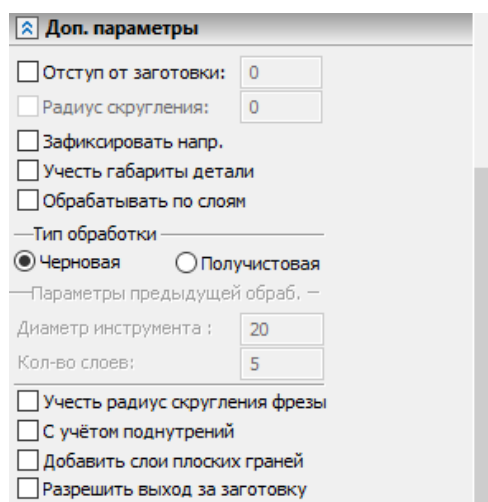 Доп. параметры
Отступ от заготовки: 0
Радиус скругления: 0
Зафиксировать напр.
Учесть габариты детали
Обрабатывать по слоям
Тип обработки
Черновая Получистовая
Параметры предыдущей обраб.
Диаметр инструмента : 20
Кол-во слоев: 5
Учесть радиус скругления фрезы
С учётом поднутрений
Добавить слои плоских граней
Разрешить выход за заготовку